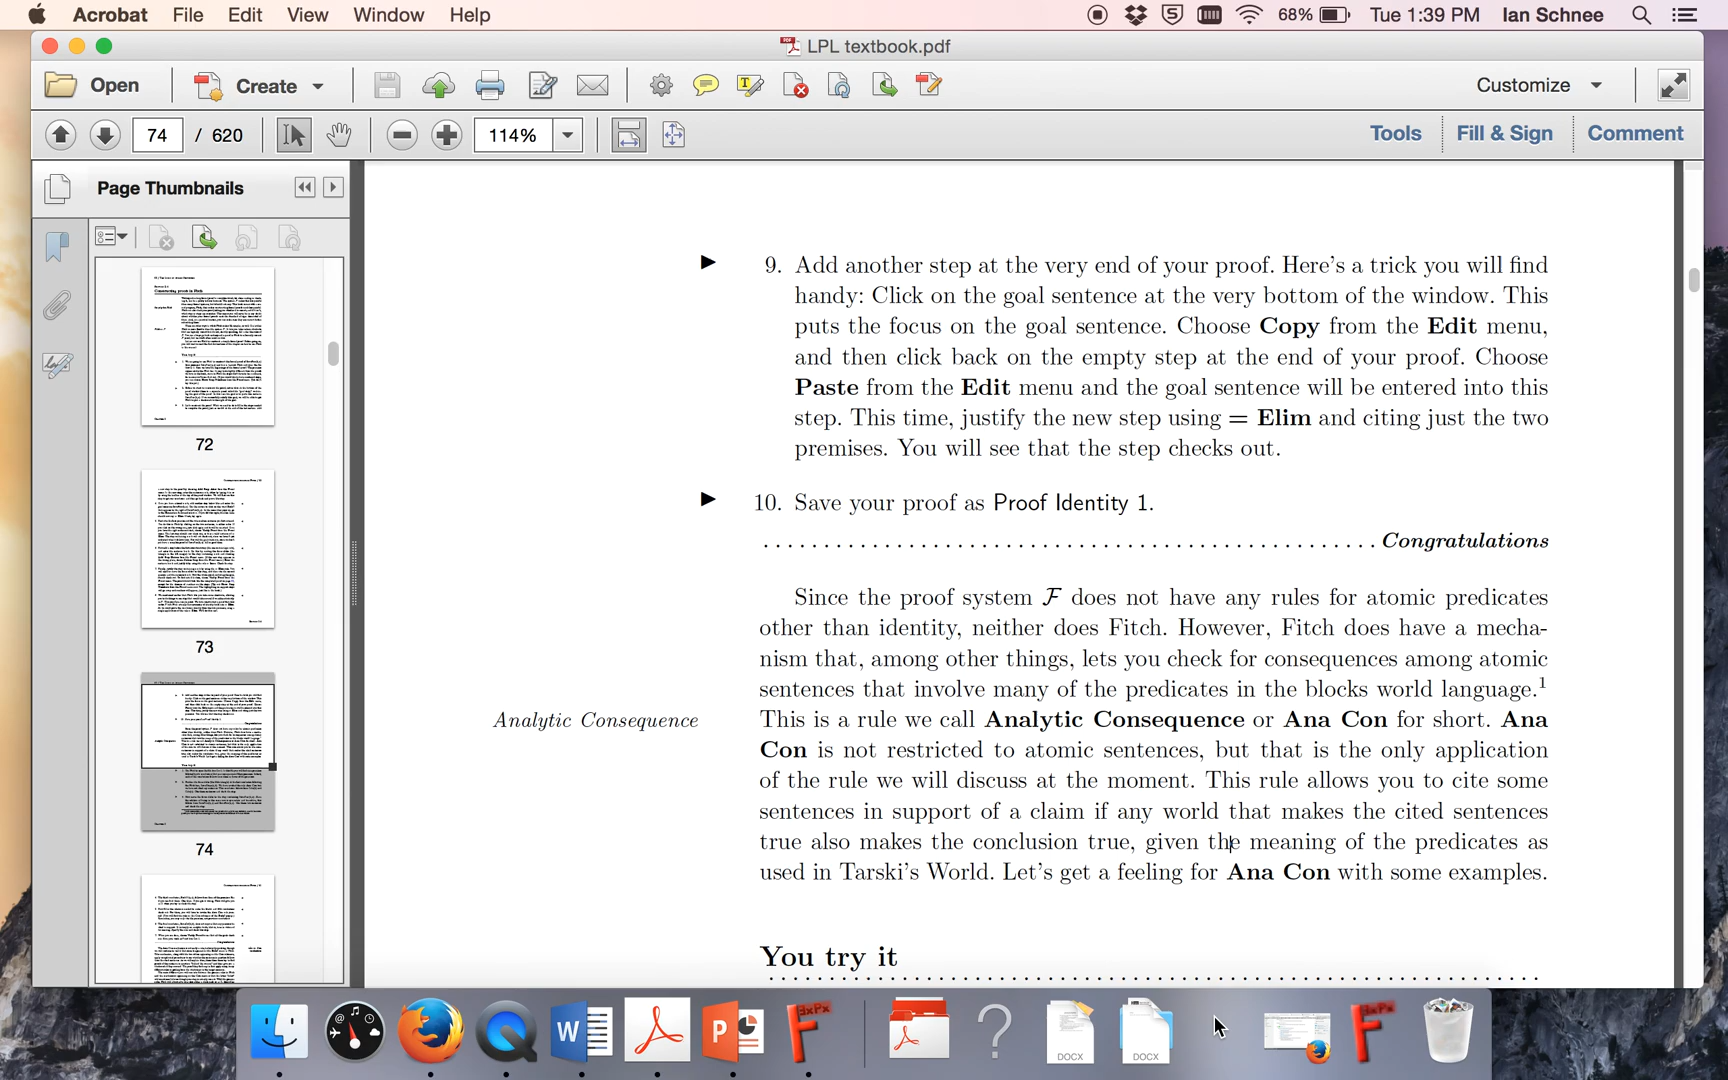 Acrobat File Edit View Window Help
68% Tue 1:39 PM Ian Schnee
LPL textbook.pdf
Open Create Customize
74 / 620 114% Tools Fill & Sign Comment
Page Thumbnails
72
73
74
9. Add another step at the very end of your proof. Here's a trick you will find
handy: Click on the goal sentence at the very bottom of the window. This
puts the focus on the goal sentence. Choose Copy from the Edit menu,
and then click back on the empty step at the end of your proof. Choose
Paste from the Edit menu and the goal sentence will be entered into this
step. This time, justify the new step using = Elim and citing just the two
premises. You will see that the step checks out.
10. Save your proof as Proof Identity 1.
Congratulations
Since the proof system F does not have any rules for atomic predicates
other than identity, neither does Fitch. However, Fitch does have a mecha-
nism that, among other things, lets you check for consequences among atomic
sentences that involve many of the predicates in the blocks world language.1
Analytic Consequence
This is a rule we call Analytic Consequence or Ana Con for short. Ana
Con is not restricted to atomic sentences, but that is the only application
of the rule we will discuss at the moment. This rule allows you to cite some
sentences in support of a claim if any world that makes the cited sentences
true also makes the conclusion true, given the meaning of the predicates as
used in Tarski's World. Let's get a feeling for Ana Con with some examples.
You try it
DOCX
DOCX